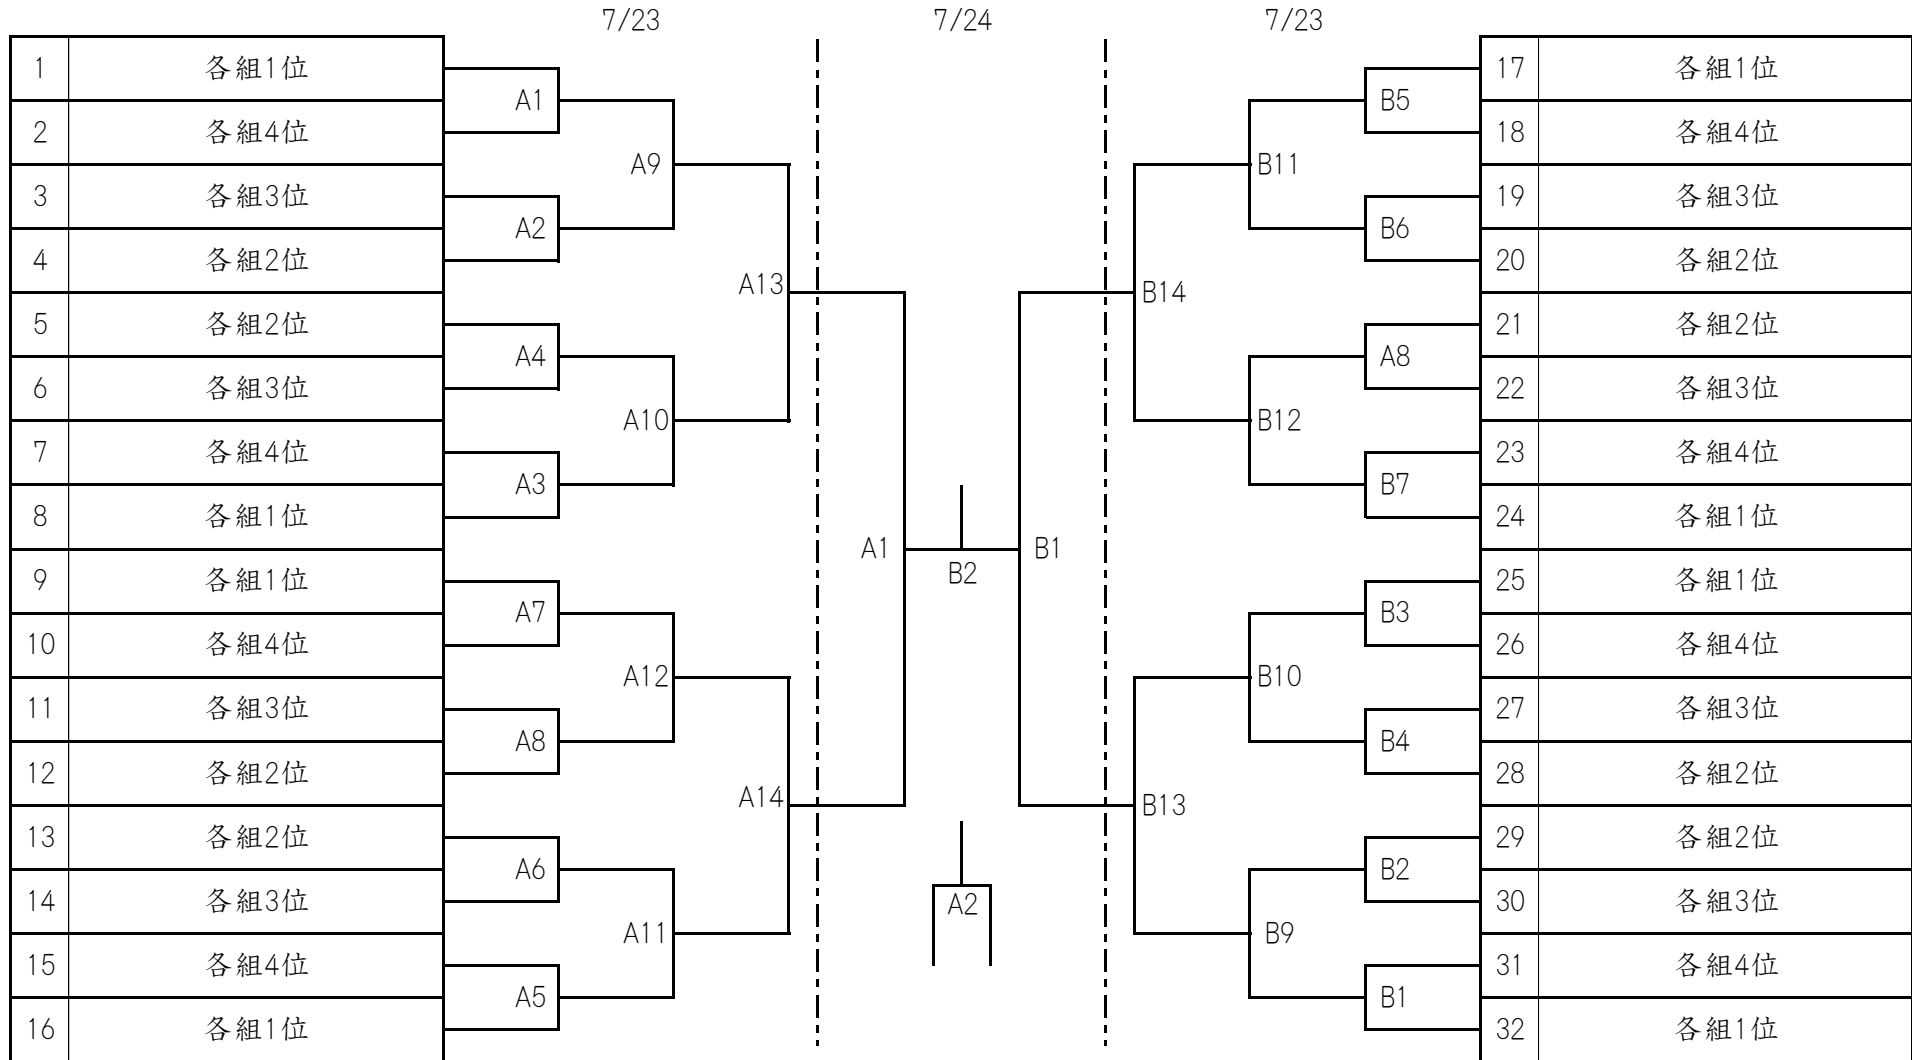 7/23 7/24 7/23
1 各組1位 17 各組1位
A1 B5
2 各組4位 18 各組4位
A9 B11
3 各組3位 19 各組3位
A2 B6
4 各組2位 20 各組2位
A13 B14
5 各組2位 21 各組2位
A4 A8
6 各組3位 22 各組3位
A10 B12
7 各組4位 23 各組4位
A3 B7
8 各組1位 24 各組1位
A1 B1
B2
9 各組1位 25 各組1位
A7 B3
10 各組4位 26 各組4位
A12 B10
11 各組3位 27 各組3位
A8 B4
12 各組2位 28 各組2位
A14 B13
13 各組2位 29 各組2位
A6 B2
14 各組3位 A2 30 各組3位
A11 B9
15 各組4位 31 各組4位
A5 B1
16 各組1位 32 各組1位